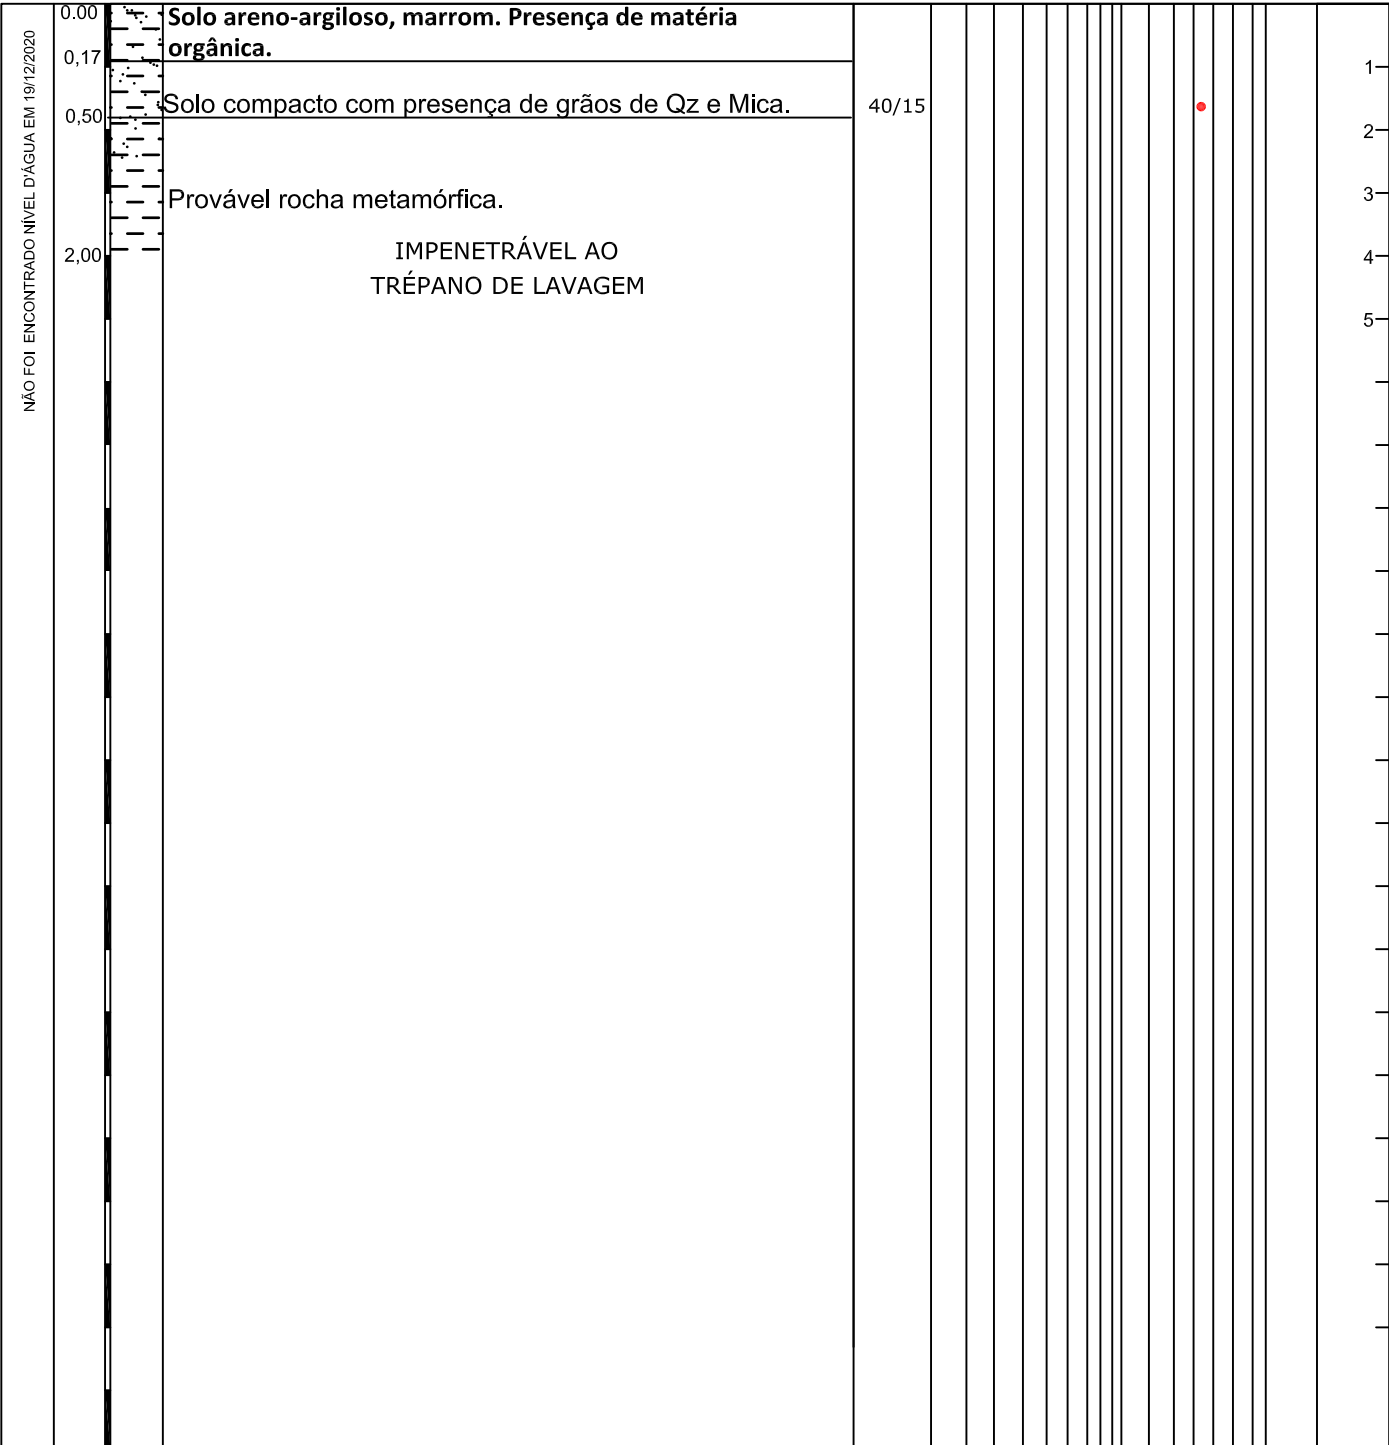 NÃO FOI ENCONTRADO NÍVEL D'ÁGUA EM 19/12/2020
0.00
Solo areno-argiloso, marrom. Presença de matéria
orgânica.
0,17
1
Solo compacto com presença de grãos de Qz e Mica.
40/15
0,50
2
Provável rocha metamórfica.
3
IMPENETRÁVEL AO
2,00
4
TRÉPANO DE LAVAGEM
5